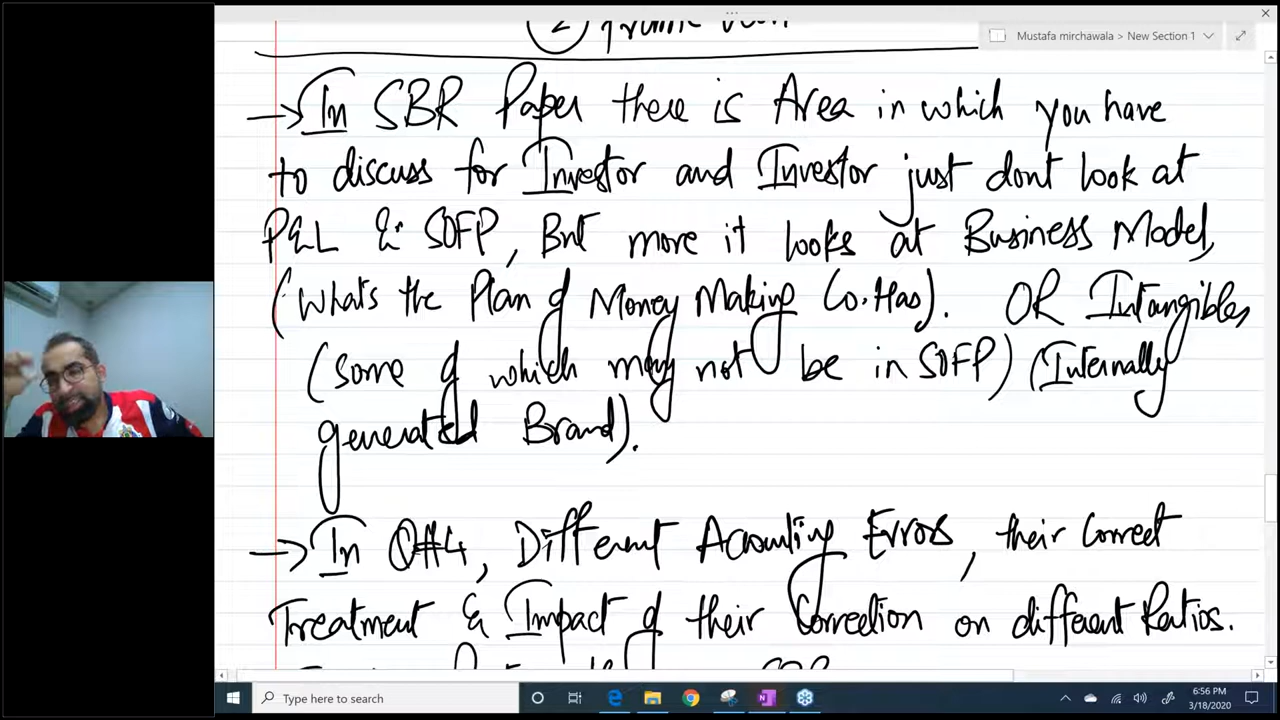 ②
Mustafa mirchawala > New Section 1
→ In SBR Paper there is Area in which you have
to discuss for Investor and Investor just dont look at
P&L & SOFP, But more it looks at Business Model,
(What's the Plan of Money Making Co. Has). OR Intangibles
(some of which may not be in SOFP) (Internally
generated Brand).
→ In Q#4, Different Accounting Errors, their Correct
Treatment & Impact of their Correction on different Ratios.
Type here to search
6:56 PM
3/18/2020